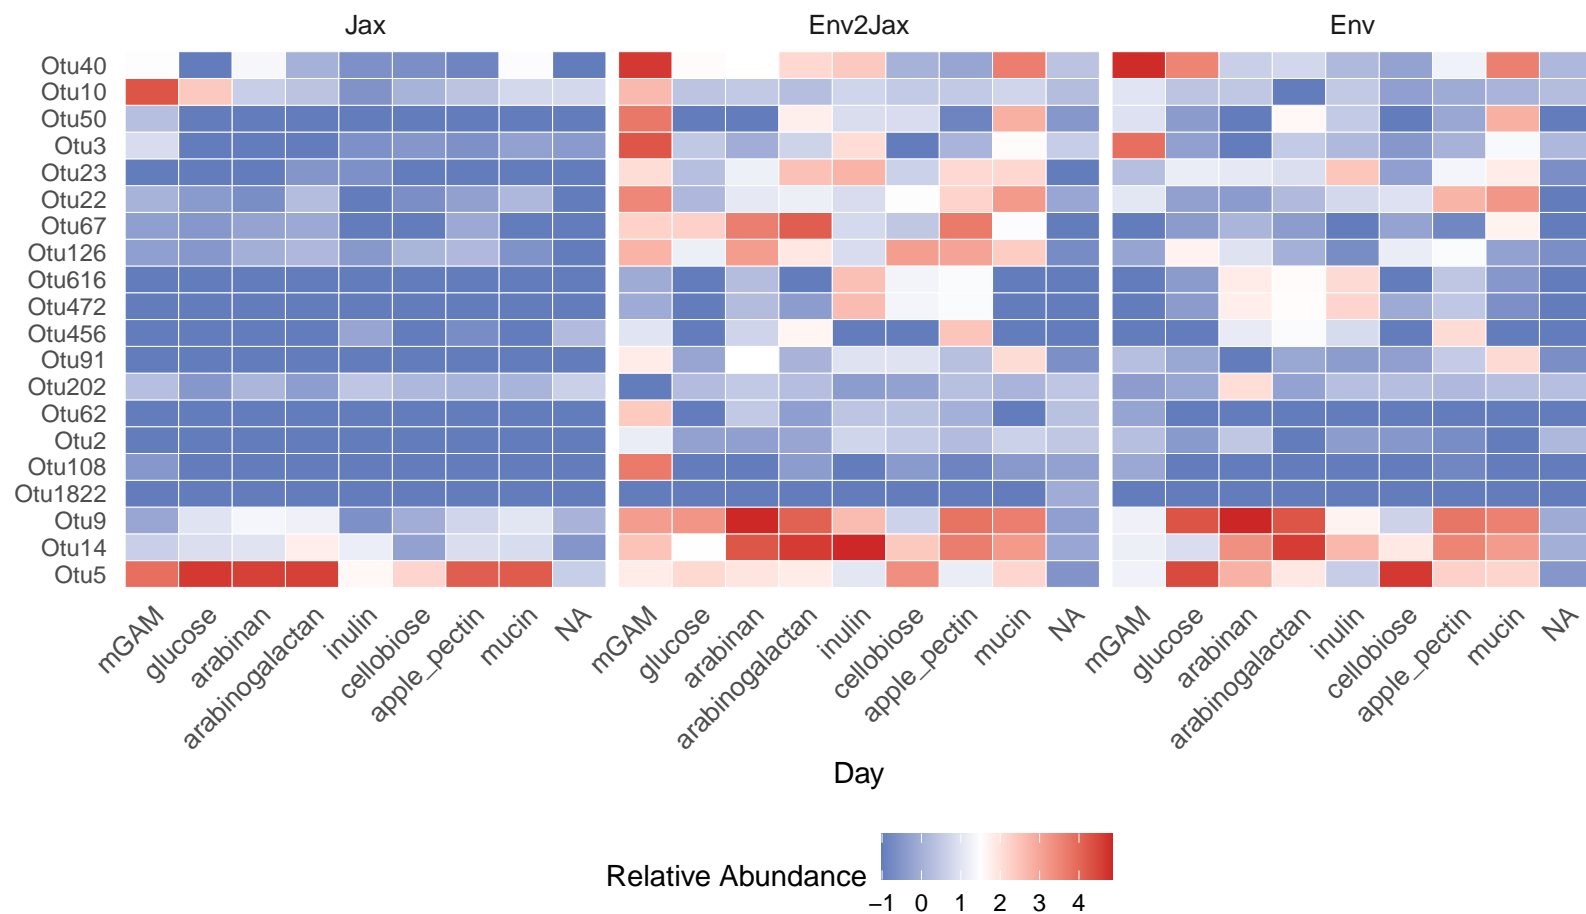 Jax Env2Jax Env
Otu40
Otu10
Otu50
Otu3
Otu23
Otu22
Otu67
Otu126
Otu616
Otu472
Otu456
Otu91
Otu202
Otu62
Otu2
Otu108
Otu1822
Otu9
Otu14
Otu5
mGAM glucose arabinan arabinogalactan inulin cellobiose apple_pectin mucin NA mGAM glucose arabinan arabinogalactan inulin cellobiose apple_pectin mucin NA mGAM glucose arabinan arabinogalactan inulin cellobiose apple_pectin mucin NA
Day
Relative Abundance
−1 0 1 2 3 4